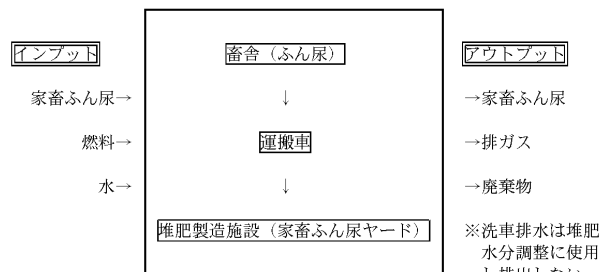 インプット 畜舎（ふん尿） アウトプット
家畜ふん尿→ ↓ →家畜ふん尿
燃料→ 運搬車 →排ガス
水→ ↓ →廃棄物
堆肥製造施設（家畜ふん尿ヤード） ※洗車排水は堆肥
水分調整に使用